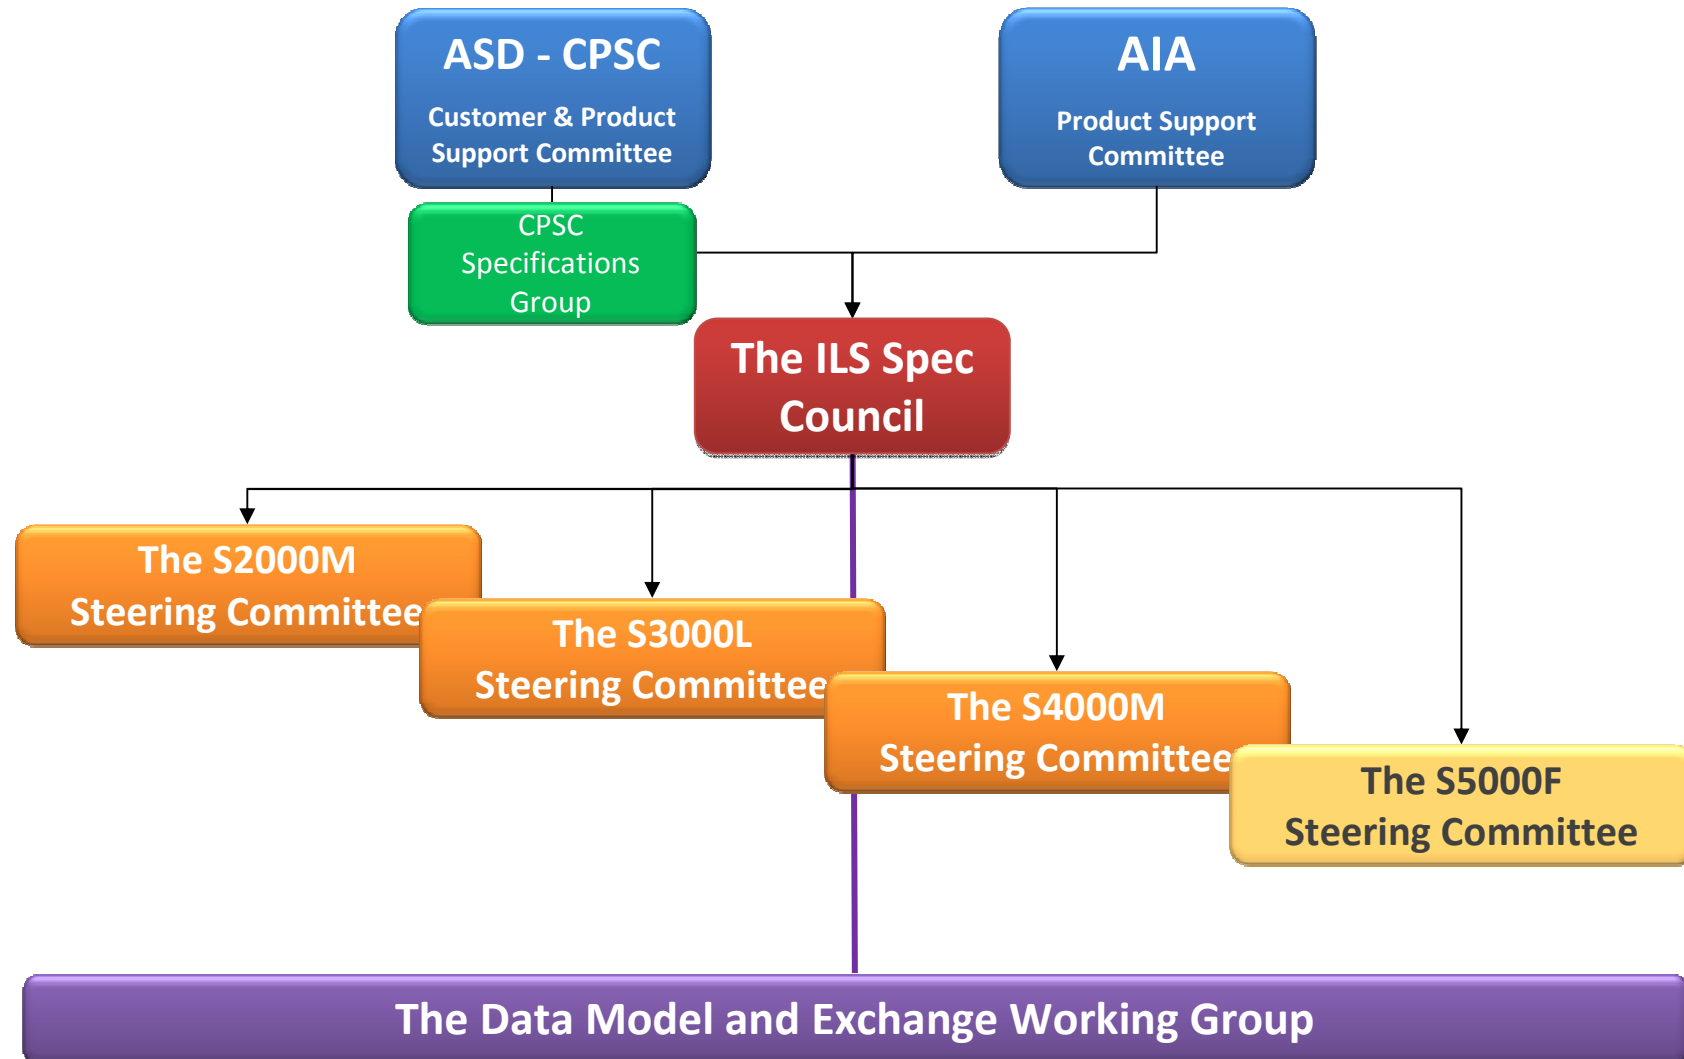 ASD - CPSC
Customer & Product
Support Committee
AIA
Product Support
Committee
CPSC
Specifications
Group
The ILS Spec
Council
The S2000M
Steering Committee
The S3000L
Steering Committee
The S4000M
Steering Committee
The S5000F
Steering Committee
The Data Model and Exchange Working Group